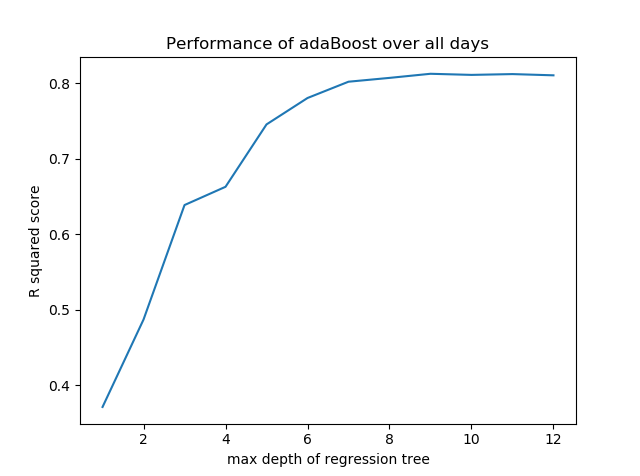 Performance of adaBoost over all days
R squared score
0.8
0.7
0.6
0.5
0.4
2 4 6 8 10 12
max depth of regression tree